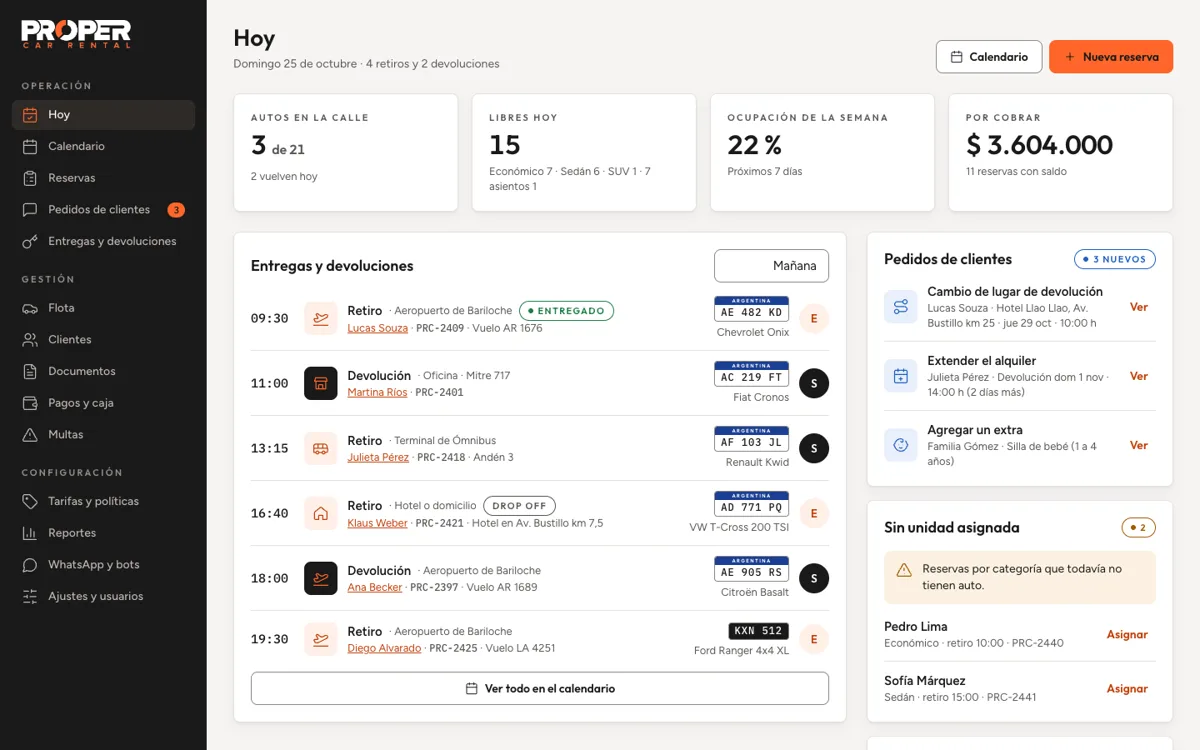 PROPER
CAR RENTAL
OPERACIÓN
Hoy
Calendario
Reservas
Pedidos de clientes 3
Entregas y devoluciones
GESTIÓN
Flota
Clientes
Documentos
Pagos y caja
Multas
CONFIGURACIÓN
Tarifas y políticas
Reportes
WhatsApp y bots
Ajustes y usuarios
Hoy
Domingo 25 de octubre · 4 retiros y 2 devoluciones
Calendario
+ Nueva reserva
AUTOS EN LA CALLE
3 de 21
2 vuelven hoy
LIBRES HOY
15
Económico 7 · Sedán 6 · SUV 1 · 7
asientos 1
OCUPACIÓN DE LA SEMANA
22 %
Próximos 7 días
POR COBRAR
$ 3.604.000
11 reservas con saldo
Entregas y devoluciones
Mañana
09:30
Retiro · Aeropuerto de Bariloche ENTREGADO
Lucas Souza · PRC-2409 · Vuelo AR 1676
ARGENTINA
AE 482 KD
Chevrolet Onix
E
11:00
Devolución · Oficina · Mitre 717
Martina Ríos · PRC-2401
ARGENTINA
AC 219 FT
Fiat Cronos
S
13:15
Retiro · Terminal de Ómnibus
Julieta Pérez · PRC-2418 · Andén 3
ARGENTINA
AF 103 JL
Renault Kwid
S
16:40
Retiro · Hotel o domicilio DROP OFF
Klaus Weber · PRC-2421 · Hotel en Av. Bustillo km 7,5
ARGENTINA
AD 771 PQ
VW T-Cross 200 TSI
E
18:00
Devolución · Aeropuerto de Bariloche
Ana Becker · PRC-2397 · Vuelo AR 1689
ARGENTINA
AE 905 RS
Citroën Basalt
S
19:30
Retiro · Aeropuerto de Bariloche
Diego Alvarado · PRC-2425 · Vuelo LA 4251
KXN 512
Ford Ranger 4x4 XL
E
Ver todo en el calendario
Pedidos de clientes
3 NUEVOS
Cambio de lugar de devolución
Lucas Souza · Hotel Llao Llao, Av.
Bustillo km 25 · jue 29 oct · 10:00 h
Ver
Extender el alquiler
Julieta Pérez · Devolución dom 1 nov ·
14:00 h (2 días más)
Ver
Agregar un extra
Familia Gómez · Silla de bebé (1 a 4
años)
Ver
Sin unidad asignada
2
Reservas por categoría que todavía no
tienen auto.
Pedro Lima
Económico · retiro 10:00 · PRC-2440
Asignar
Sofía Márquez
Sedán · retiro 15:00 · PRC-2441
Asignar